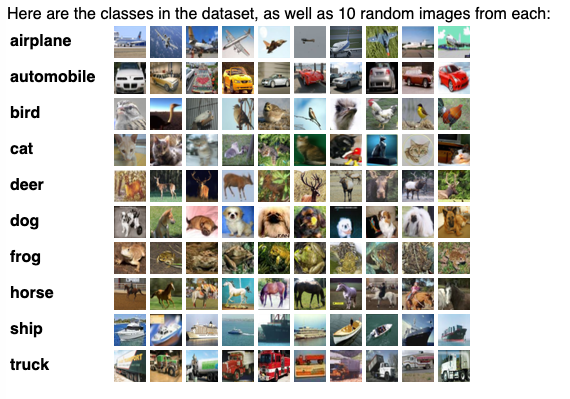 Here are the classes in the dataset, as well as 10 random images from each:
airplane
automobile
bird
cat
deer
dog
frog
horse
ship
truck